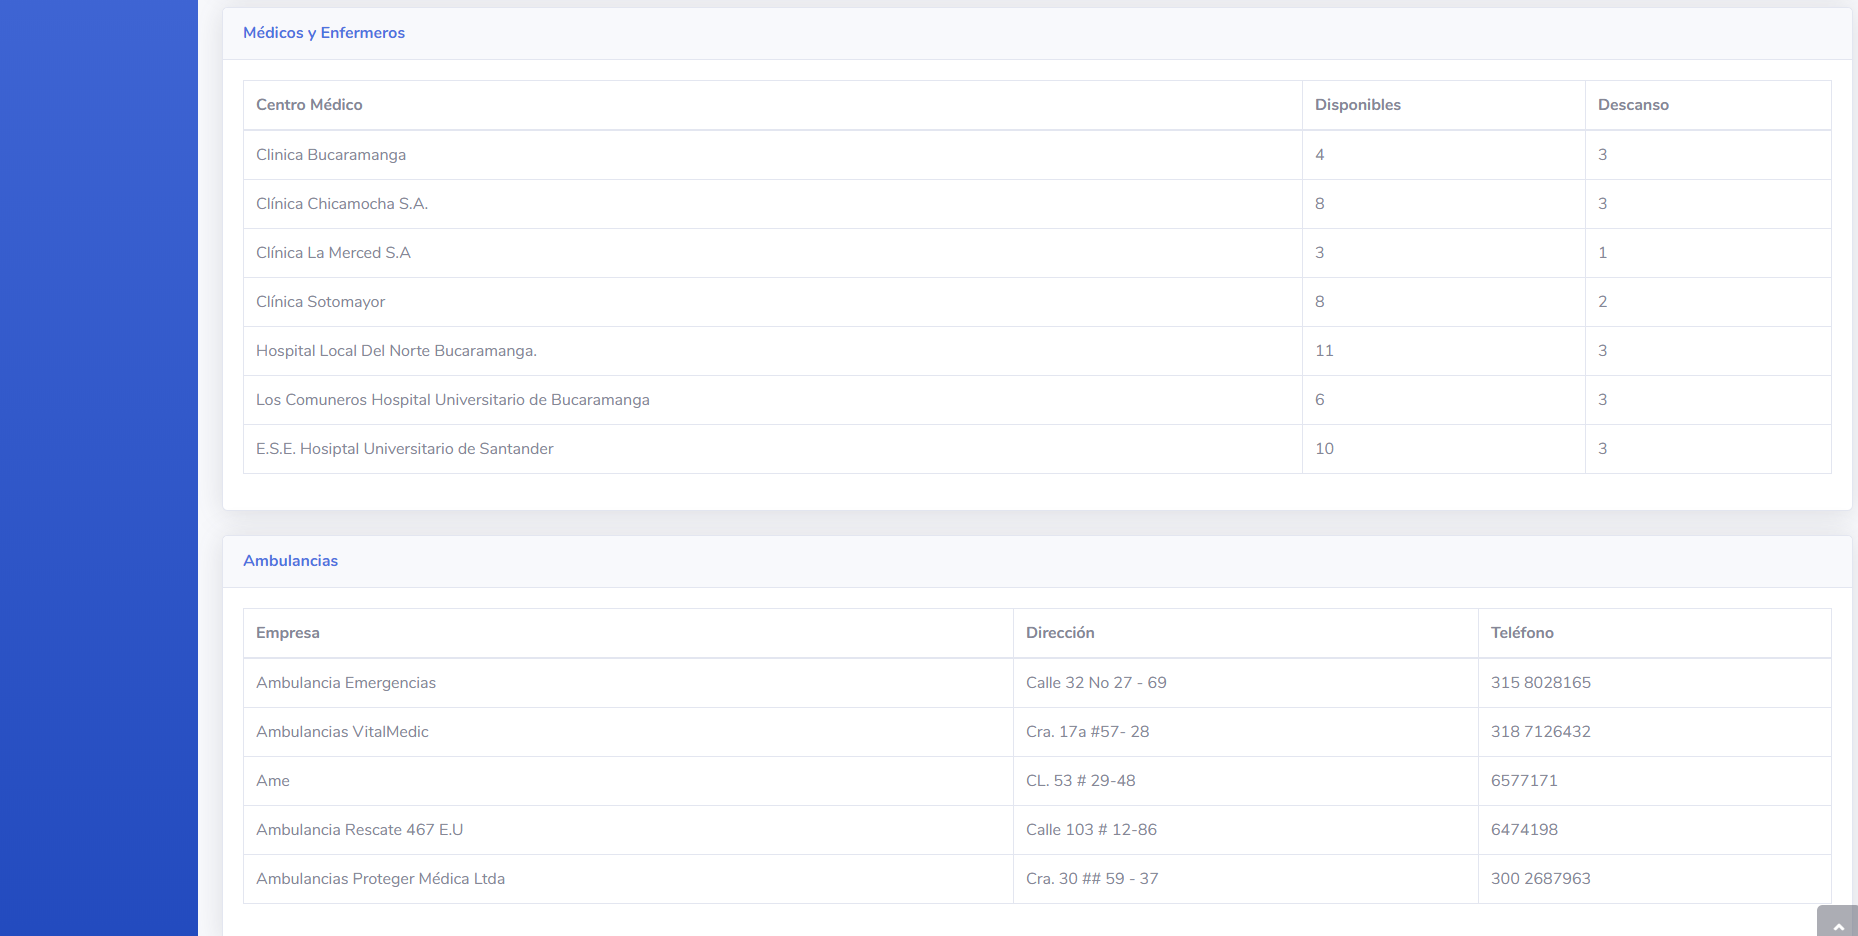 Médicos y Enfermeros
Centro Médico Disponibles Descanso
Clinica Bucaramanga 4 3
Clínica Chicamocha S.A. 8 3
Clínica La Merced S.A 3 1
Clínica Sotomayor 8 2
Hospital Local Del Norte Bucaramanga. 11 3
Los Comuneros Hospital Universitario de Bucaramanga 6 3
E.S.E. Hosiptal Universitario de Santander 10 3
Ambulancias
Empresa Dirección Teléfono
Ambulancia Emergencias Calle 32 No 27 - 69 315 8028165
Ambulancias VitalMedic Cra. 17a #57- 28 318 7126432
Ame CL. 53 # 29-48 6577171
Ambulancia Rescate 467 E.U Calle 103 # 12-86 6474198
Ambulancias Proteger Médica Ltda Cra. 30 ## 59 - 37 300 2687963